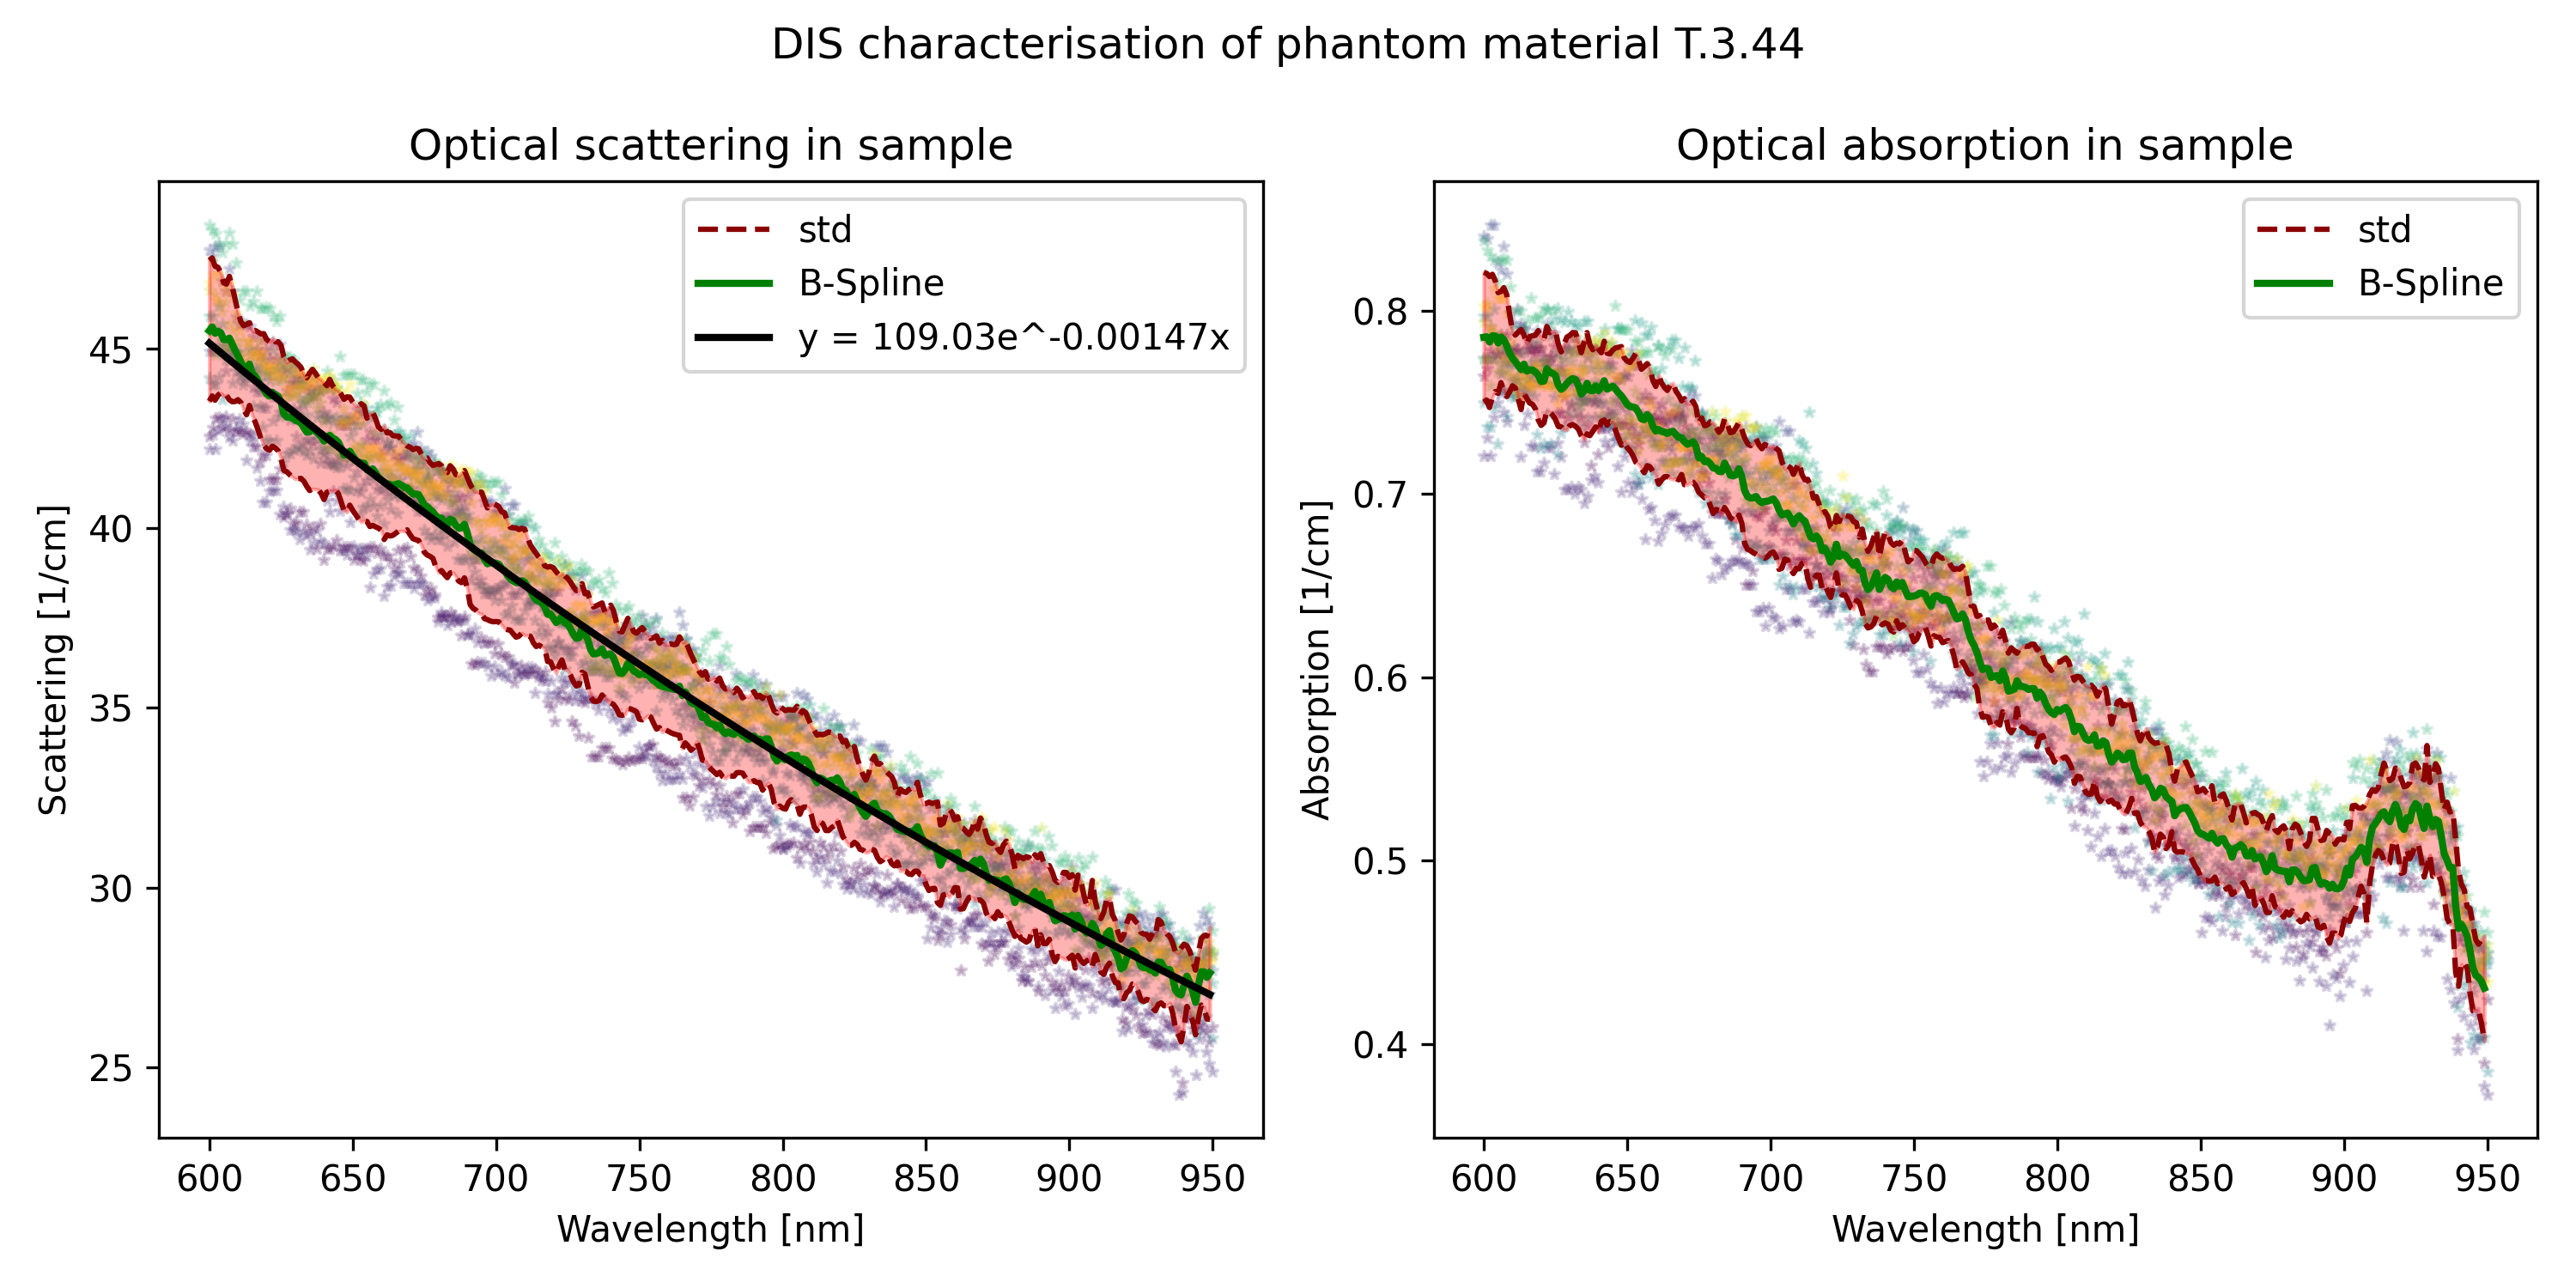 DIS characterisation of phantom material T.3.44
Optical scattering in sample
std
B-Spline
y = 109.03e^-0.00147x
Scattering [1/cm]
45
40
35
30
25
600 650 700 750 800 850 900 950
Wavelength [nm]
Optical absorption in sample
std
B-Spline
Absorption [1/cm]
0.8
0.7
0.6
0.5
0.4
600 650 700 750 800 850 900 950
Wavelength [nm]